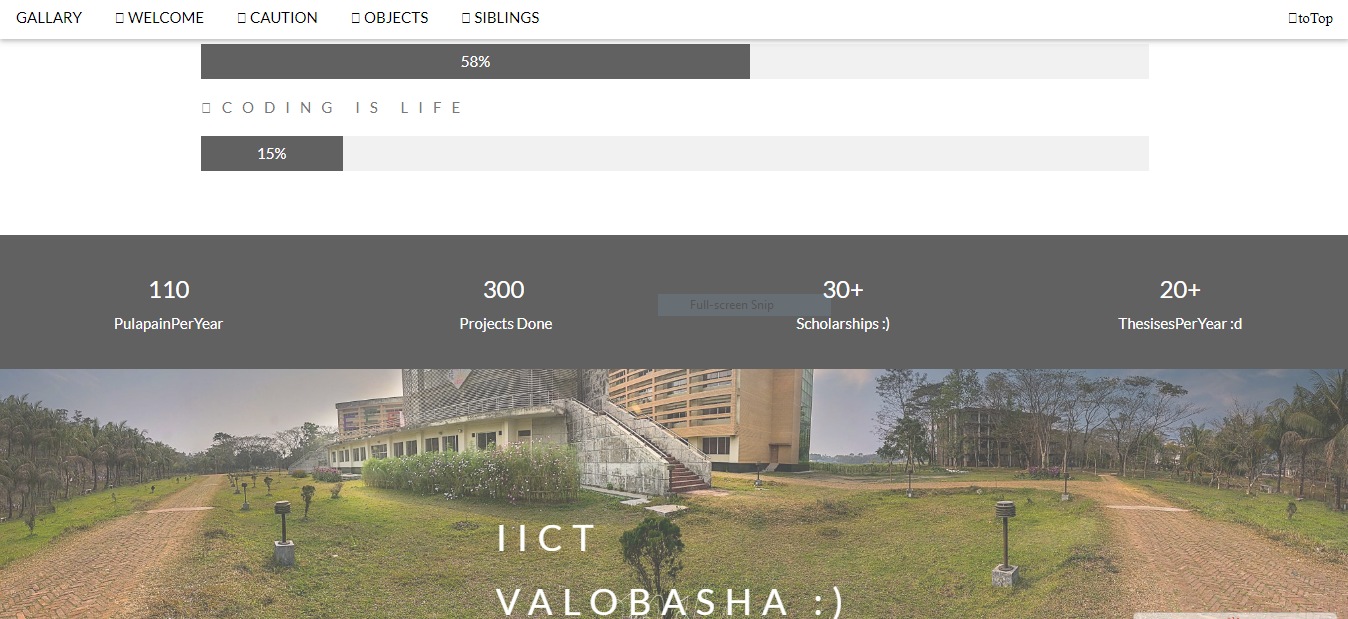 GALLARY WELCOME CAUTION OBJECTS SIBLINGS toTop
58%
CODING IS LIFE
15%
110 300 30+ 20+
Full-screen Snip
PulapainPerYear Projects Done Scholarships :) ThesisesPerYear :d
IICT
VALOBASHA :)